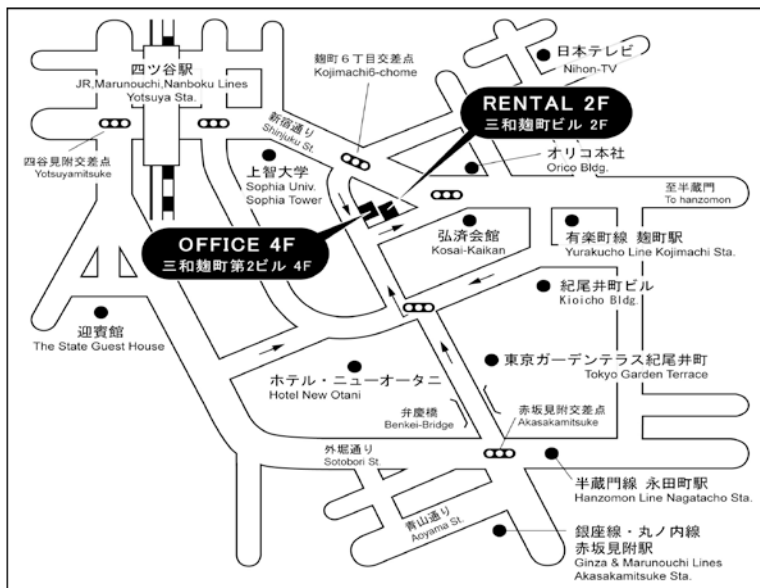 四ツ谷駅
JR,Marunouchi,Nanboku Lines
Yotsuya Sta.
麹町６丁目交差点
Kojimachi6-chome
日本テレビ
Nihon-TV
RENTAL 2F
三和麹町ビル 2F
新宿通り
Shinjuku St.
四谷見附交差点
Yotsuyamitsuke
上智大学
Sophia Univ.
Sophia Tower
オリコ本社
Orico Bldg.
至半蔵門
To hanzomon
OFFICE 4F
三和麹町第2ビル 4F
弘済会館
Kosai-Kaikan
有楽町線 麹町駅
Yurakucho Line Kojimachi Sta.
紀尾井町ビル
Kioicho Bldg.
迎賓館
The State Guest House
東京ガーデンテラス紀尾井町
Tokyo Garden Terrace
ホテル・ニューオータニ
Hotel New Otani
弁慶橋
Benkei-Bridge
赤坂見附交差点
Akasakamitsuke
外堀通り
Sotobori St.
半蔵門線 永田町駅
Hanzomon Line Nagatacho Sta.
青山通り
Aoyama St.
銀座線・丸ノ内線
赤坂見附駅
Ginza & Marunouchi Lines
Akasakamitsuke Sta.